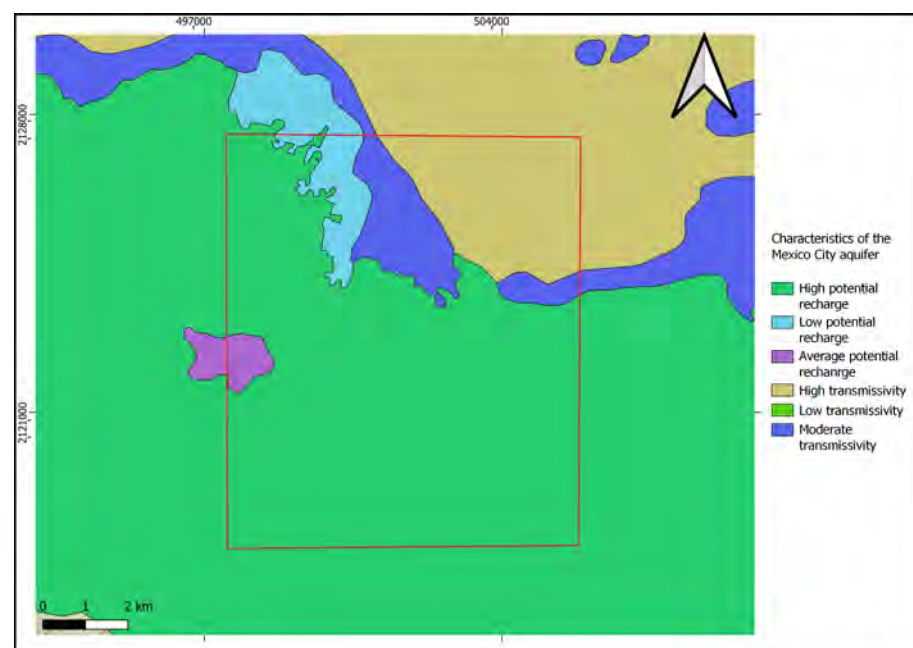 497000 504000
2128000
2121000
Characteristics of the
Mexico City aquifer
High potential
recharge
Low potential
recharge
Average potential
rechanrge
High transmissivity
Low transmissivity
Moderate
transmissivity
0 1 2 km